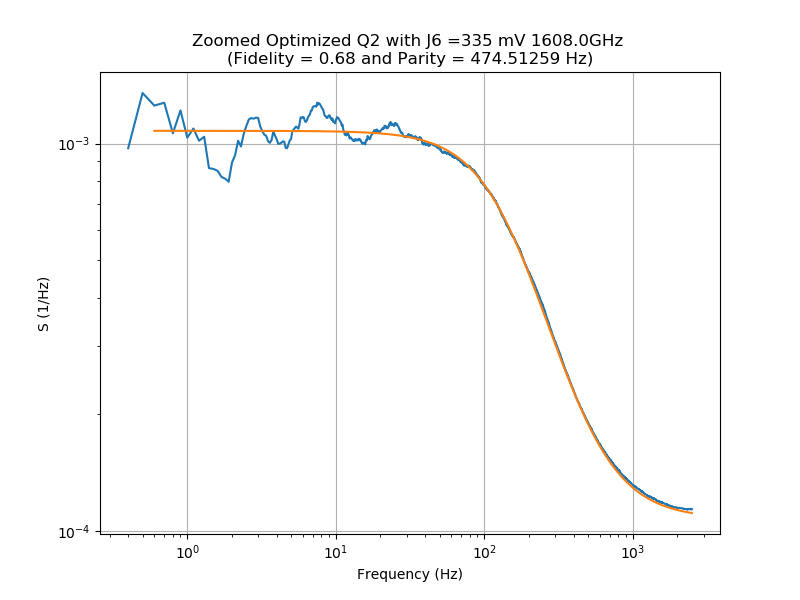 Zoomed Optimized Q2 with J6 =335 mV 1608.0GHz
(Fidelity = 0.68 and Parity = 474.51259 Hz)
S (1/Hz)
10⁻³
10⁻⁴
10⁰ 10¹ 10² 10³
Frequency (Hz)